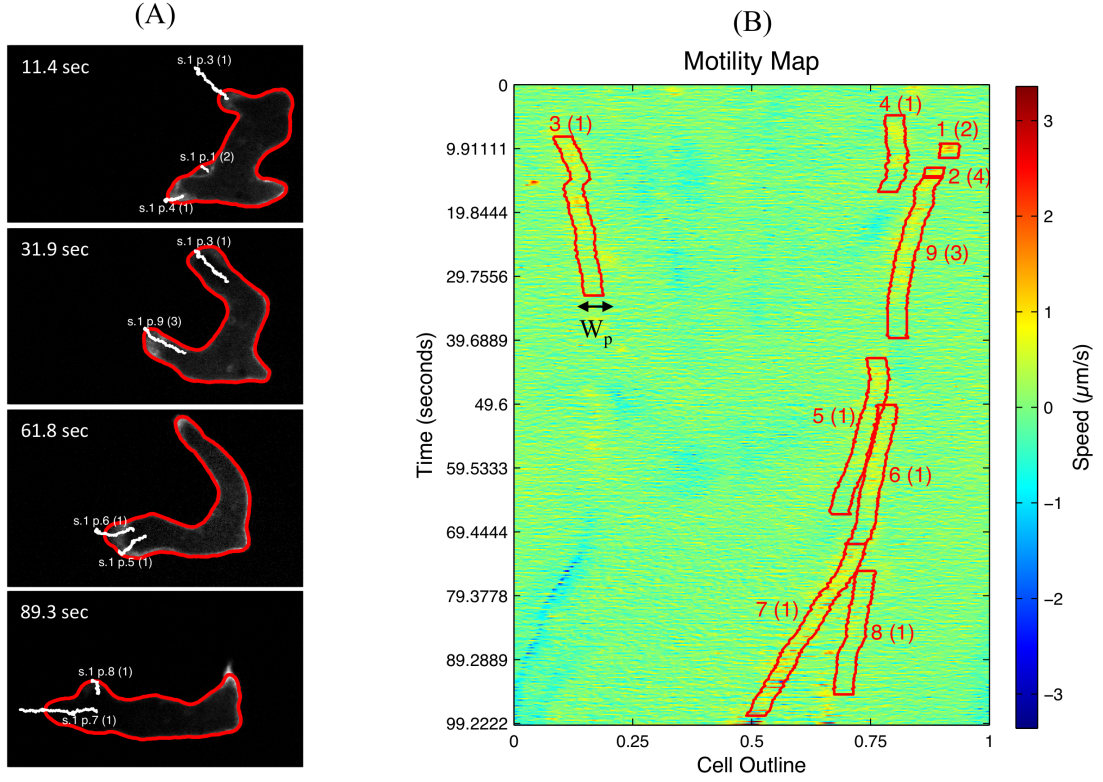 (A)
11.4 sec
s.1 p.3 (1)
s.1 p.1 (2)
s.1 p.4 (1)
31.9 sec
s.1 p.3 (1)
s.1 p.9 (3)
61.8 sec
s.1 p.6 (1)
s.1 p.5 (1)
89.3 sec
s.1 p.8 (1)
s.1 p.7 (1)
(B)
Motility Map
Time (seconds)
0
9.91111
19.8444
29.7556
39.6889
49.6
59.5333
69.4444
79.3778
89.2889
99.2222
3 (1)
4 (1)
1 (2)
2 (4)
9 (3)
Wp
5 (1)
6 (1)
7 (1)
8 (1)
0
0.25
0.5
0.75
1
Cell Outline
3
2
1
0
−1
−2
−3
Speed (μm/s)